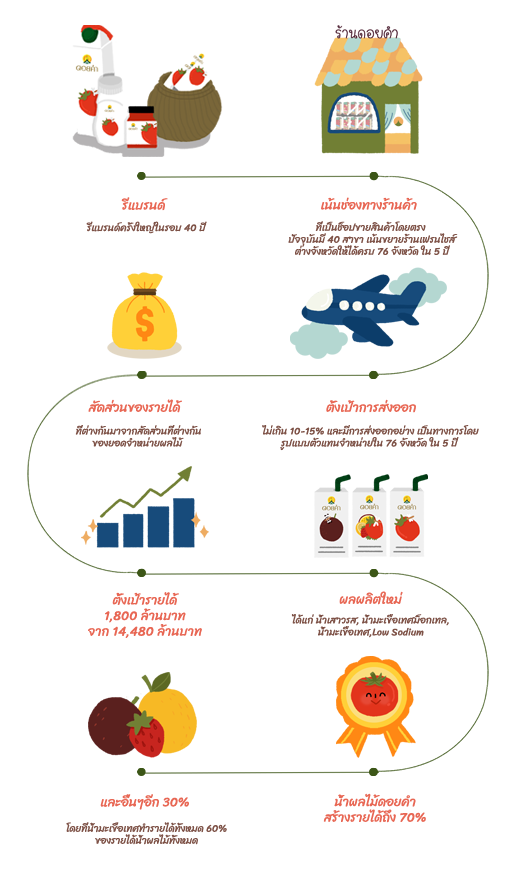 ร้านดอยคำ
ดอยคำ
รีแบรนด์
รีแบรนด์ครั้งใหญ่ในรอบ 40 ปี
เน้นช่องทางร้านค้า
ที่เป็นช็อปขายสินค้าโดยตรง
ปัจจุบันมี 40 สาขา เน้นขยายร้านเฟรนไชส์
ต่างจังหวัดให้ได้ครบ 76 จังหวัด ใน 5 ปี
$
สัดส่วนของรายได้
ที่ต่างกันมาจากสัดส่วนที่ต่างกัน
ของยอดจำหน่ายผลไม้
ตั้งเป้าการส่งออก
ไม่เกิน 10-15% และมีการส่งออกอย่าง เป็นทางการโดย
รูปแบบตัวแทนจำหน่ายใน 76 จังหวัด ใน 5 ปี
ดอยคำ
ดอยคำ
ดอยคำ
ตั้งเป้ารายได้
1,800 ล้านบาท
จาก 14,480 ล้านบาท
ผลผลิตใหม่
ได้แก่ น้ำเสาวรส, น้ำมะเขือเทศม็อกเทล,
น้ำมะเขือเทศ,Low Sodium
และอื่นๆอีก 30%
โดยที่น้ำมะเขือเทศทำรายได้ทั้งหมด 60%
ของรายได้น้ำผลไม้ทั้งหมด
น้ำผลไม้ดอยคำ
สร้างรายได้ถึง 70%